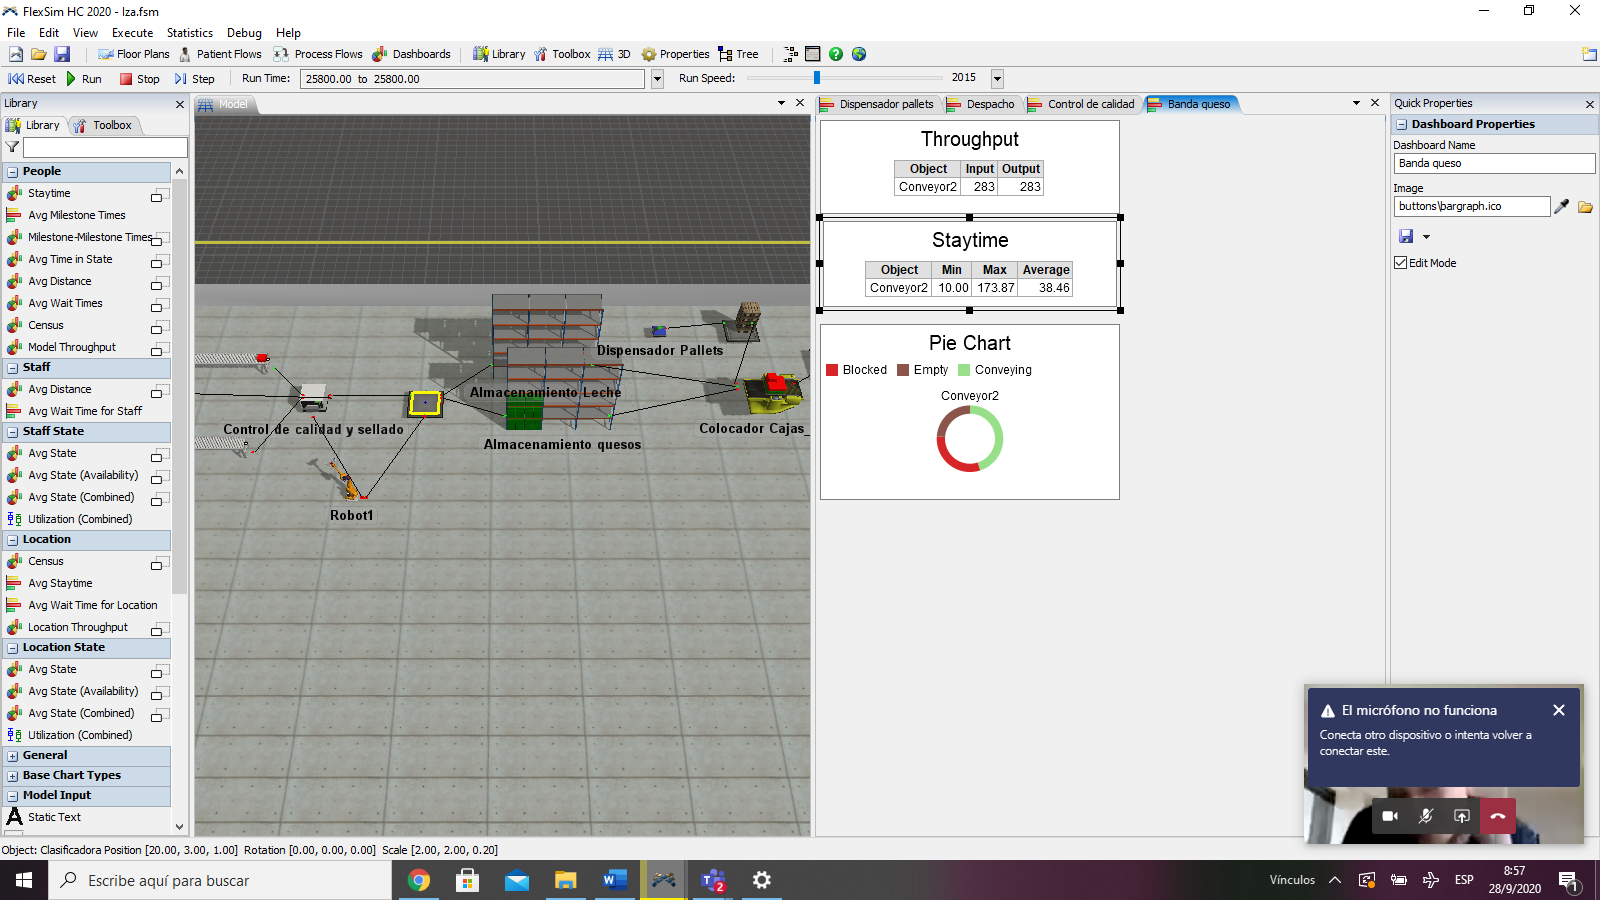 FlexSim HC 2020 - Iza.fsm
File Edit View Execute Statistics Debug Help
Floor Plans Patient Flows Process Flows Dashboards Library Toolbox 3D Properties Tree
Reset Run Stop Step Run Time: 25800.00 to 25800.00 Run Speed: 2015
Library
Library Toolbox
People
Staytime
Avg Milestone Times
Milestone-Milestone Times
Avg Time in State
Avg Distance
Avg Wait Times
Census
Model Throughput
Staff
Avg Distance
Avg Wait Time for Staff
Staff State
Avg State
Avg State (Availability)
Avg State (Combined)
Utilization (Combined)
Location
Census
Avg Staytime
Avg Wait Time for Location
Location Throughput
Location State
Avg State
Avg State (Availability)
Avg State (Combined)
Utilization (Combined)
General
Base Chart Types
Model Input
Static Text
Model
Dispensador Pallets
Almacenamiento Leche
Control de calidad y sellado
Colocador Cajas_
Almacenamiento quesos
Robot1
Dispensador pallets Despacho Control de calidad Banda queso
Throughput
Object Input Output
Conveyor2 283 283
Staytime
Object Min Max Average
Conveyor2 10.00 173.87 38.46
Pie Chart
Blocked Empty Conveying
Conveyor2
Quick Properties
Dashboard Properties
Dashboard Name
Banda queso
Image
buttons\bargraph.ico
Edit Mode
El micrófono no funciona
Conecta otro dispositivo o intenta volver a
conectar este.
Object: Clasificadora Position [20.00, 3.00, 1.00] Rotation [0.00, 0.00, 0.00] Scale [2.00, 2.00, 0.20]
Escribe aquí para buscar
2
Vínculos
ESP
8:57
28/9/2020
1